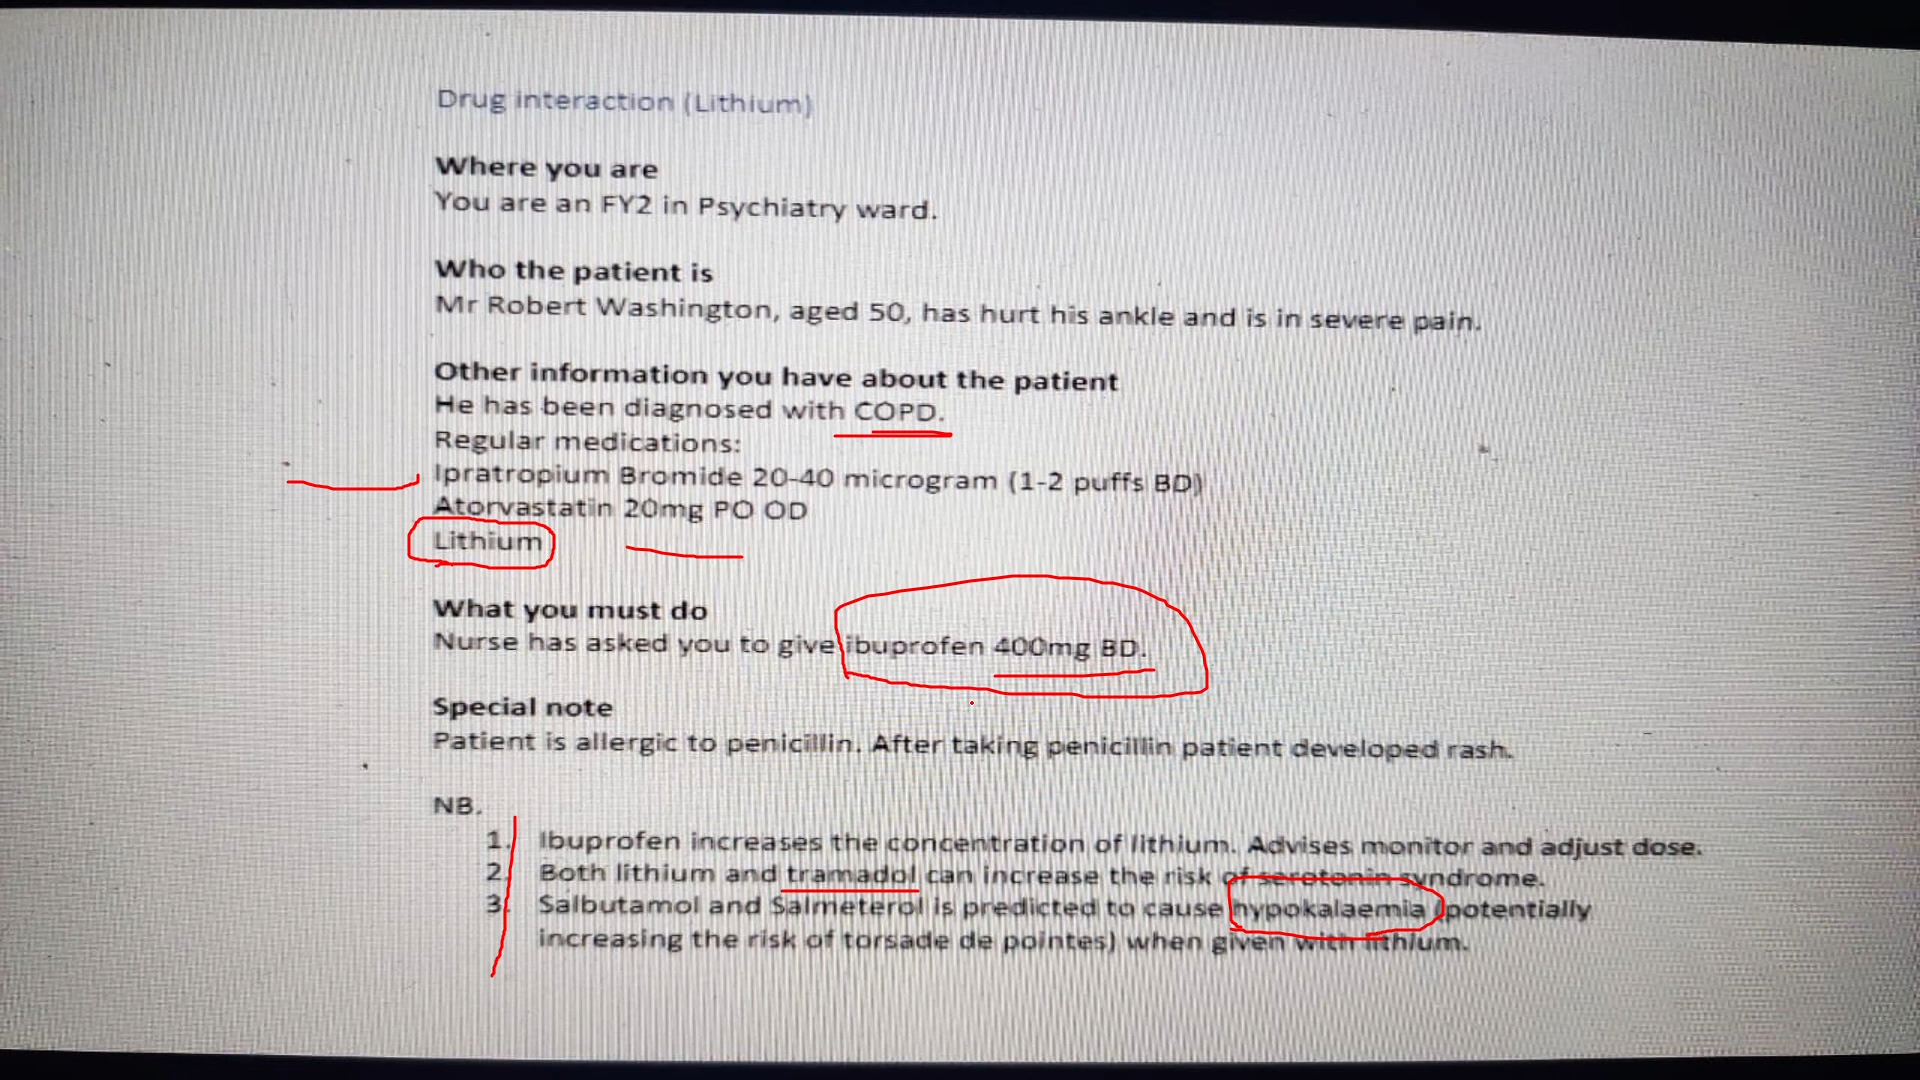 Drug interaction (Lithium)
Where you are
You are an FY2 in Psychiatry ward.
Who the patient is
Mr Robert Washington, aged 50, has hurt his ankle and is in severe pain.
Other information you have about the patient
He has been diagnosed with COPD.
Regular medications:
Ipratropium Bromide 20-40 microgram (1-2 puffs BD)
Atorvastatin 20mg PO OD
Lithium
What you must do
Nurse has asked you to give ibuprofen 400mg BD.
Special note
Patient is allergic to penicillin. After taking penicillin patient developed rash.
NB.
1. Ibuprofen increases the concentration of lithium. Advises monitor and adjust dose.
2. Both lithium and tramadol can increase the risk of serotonin syndrome.
3. Salbutamol and Salmeterol is predicted to cause hypokalaemia (potentially
increasing the risk of torsade de pointes) when given with lithium.